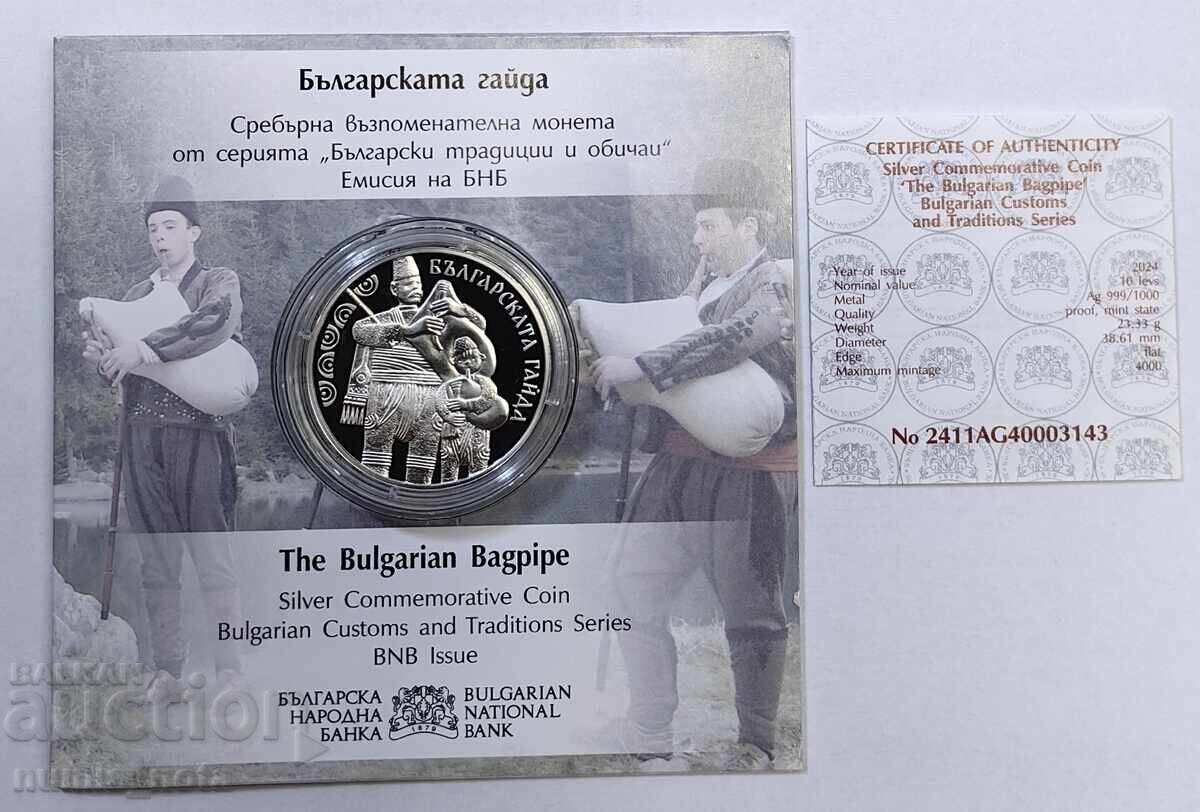 Българската гайда
Сребърна възпоменателна монета
от серията „Български традиции и обичаи“
Емисия на БНБ
БЪЛГАРСКАТА ГАЙДА
The Bulgarian Bagpipe
Silver Commemorative Coin
Bulgarian Customs and Traditions Series
BNB Issue
БЪЛГАРСКА
НАРОДНА
БАНКА
1879
BULGARIAN
NATIONAL
BANK
CERTIFICATE OF AUTHENTICITY
Silver Commemorative Coin
'The Bulgarian Bagpipe'
Bulgarian Customs
and Traditions Series
Year of issue 2024
Nominal value 10 levs
Metal Ag 999/1000
Quality proof, mint state
Weight 23.33 g
Diameter 38.61 mm
Edge flat
Maximum mintage 4000
No 2411AG40003143
БАЛКАН
auction